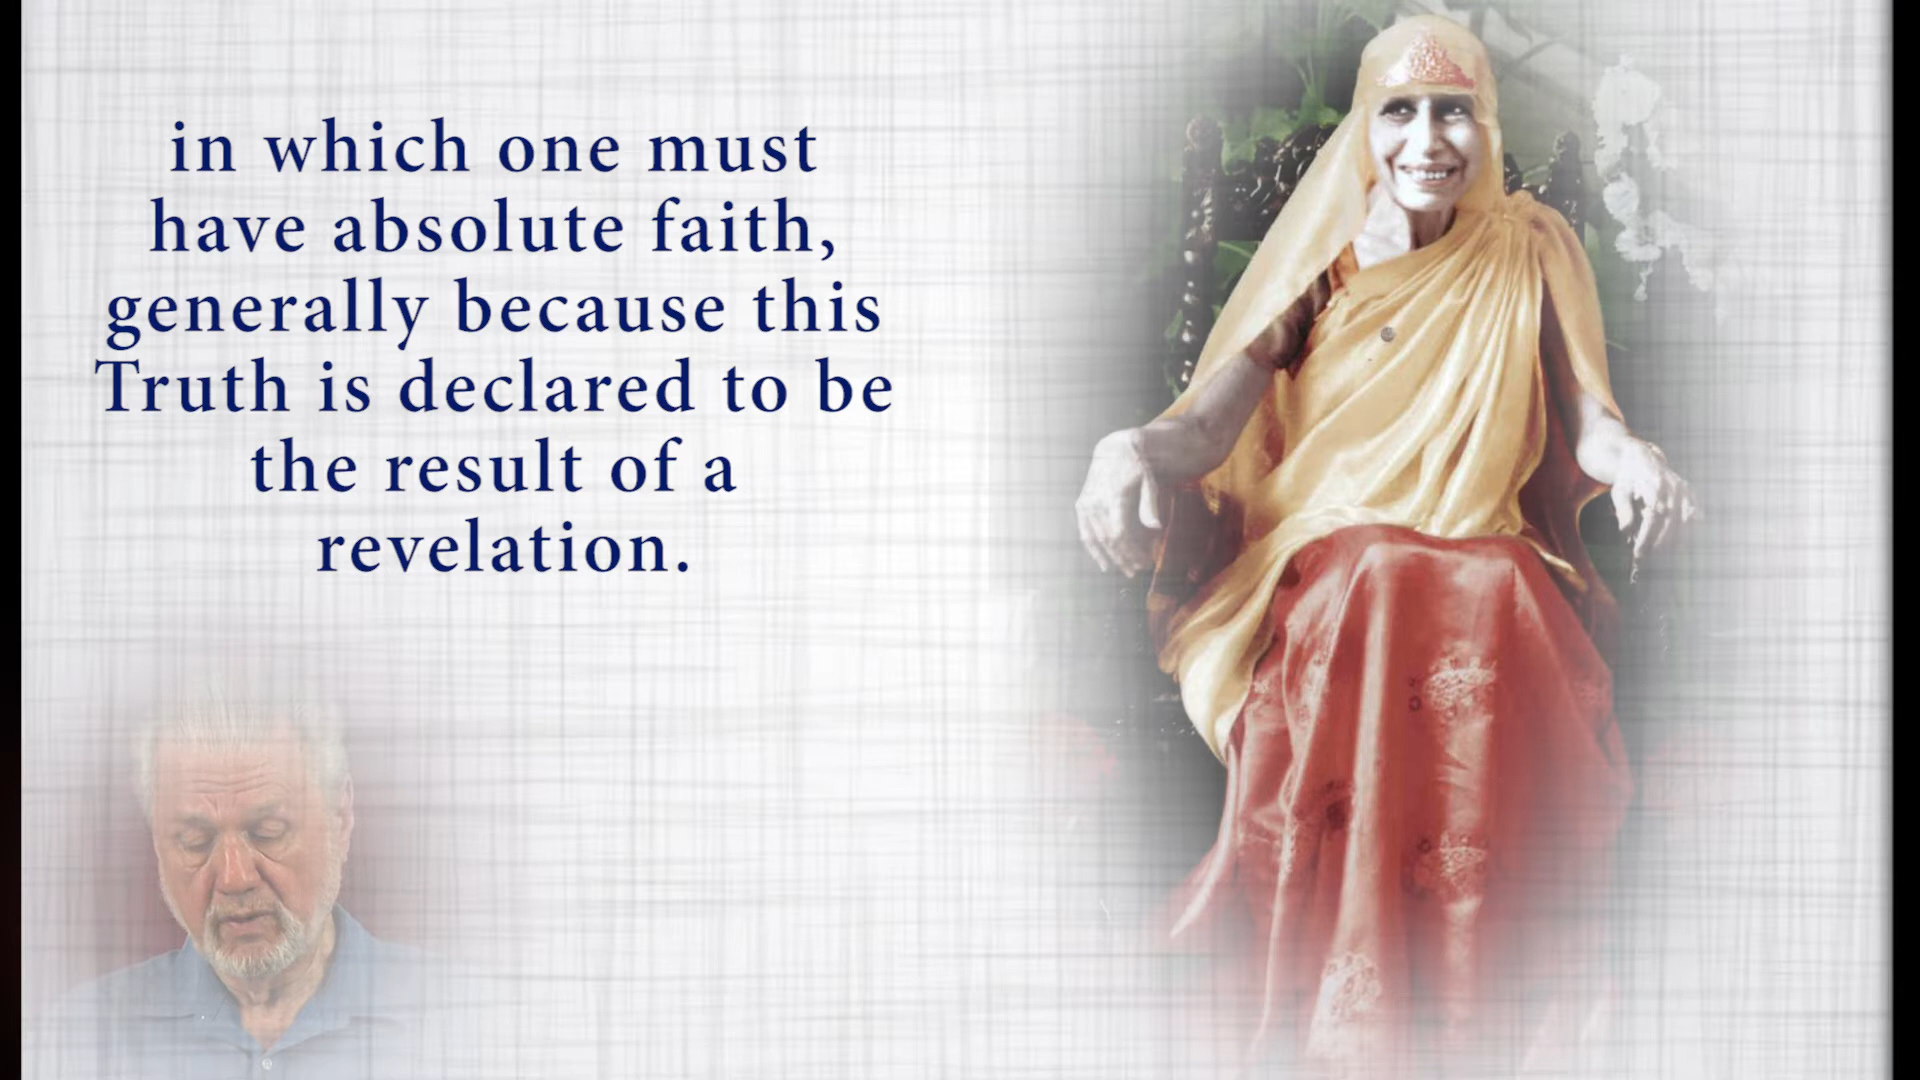 in which one must
have absolute faith,
generally because this
Truth is declared to be
the result of a
revelation.